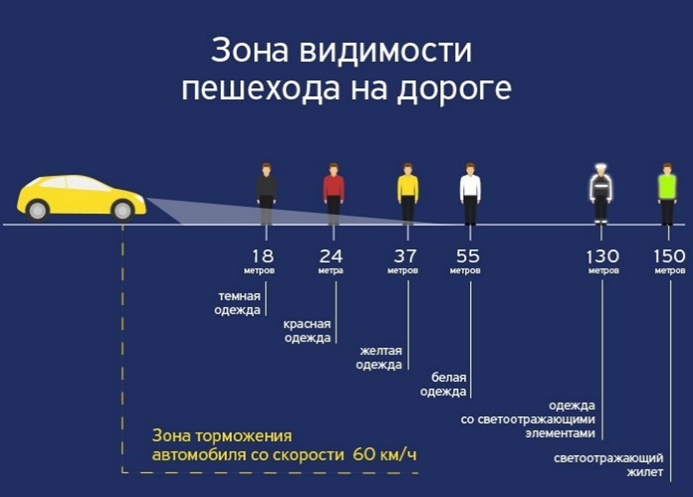 Зона видимости
пешехода на дороге
18
метров
24
метра
37
метров
55
метров
130
метров
150
метров
темная
одежда
красная
одежда
желтая
одежда
белая
одежда
одежда
со светоотражающими
элементами
светоотражающий
жилет
Зона торможения
автомобиля со скорости 60 км/ч